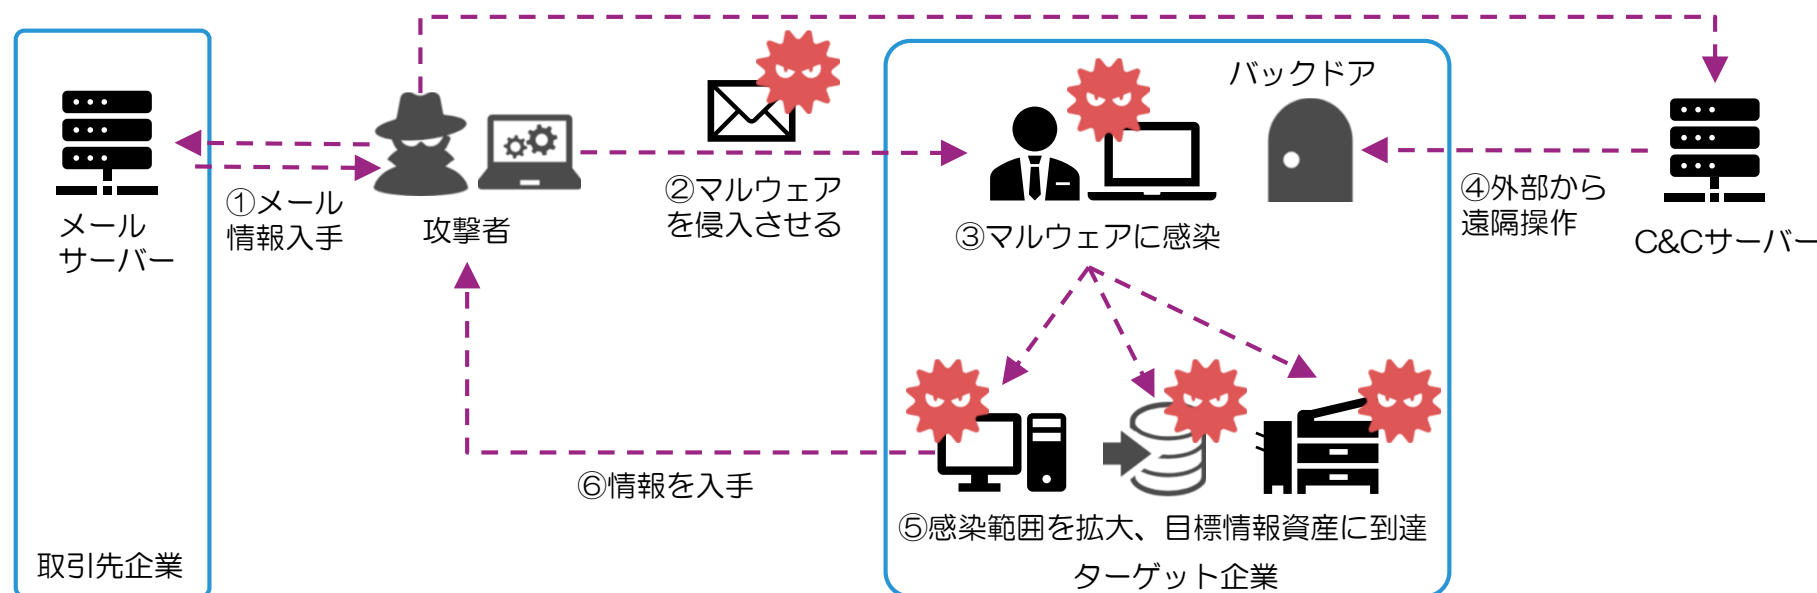 バックドア
メール
サーバー
①メール
情報入手
攻撃者
②マルウェア
を侵入させる
③マルウェアに感染
④外部から
遠隔操作
C&Cサーバー
⑥情報を入手
⑤感染範囲を拡大、目標情報資産に到達
取引先企業
ターゲット企業